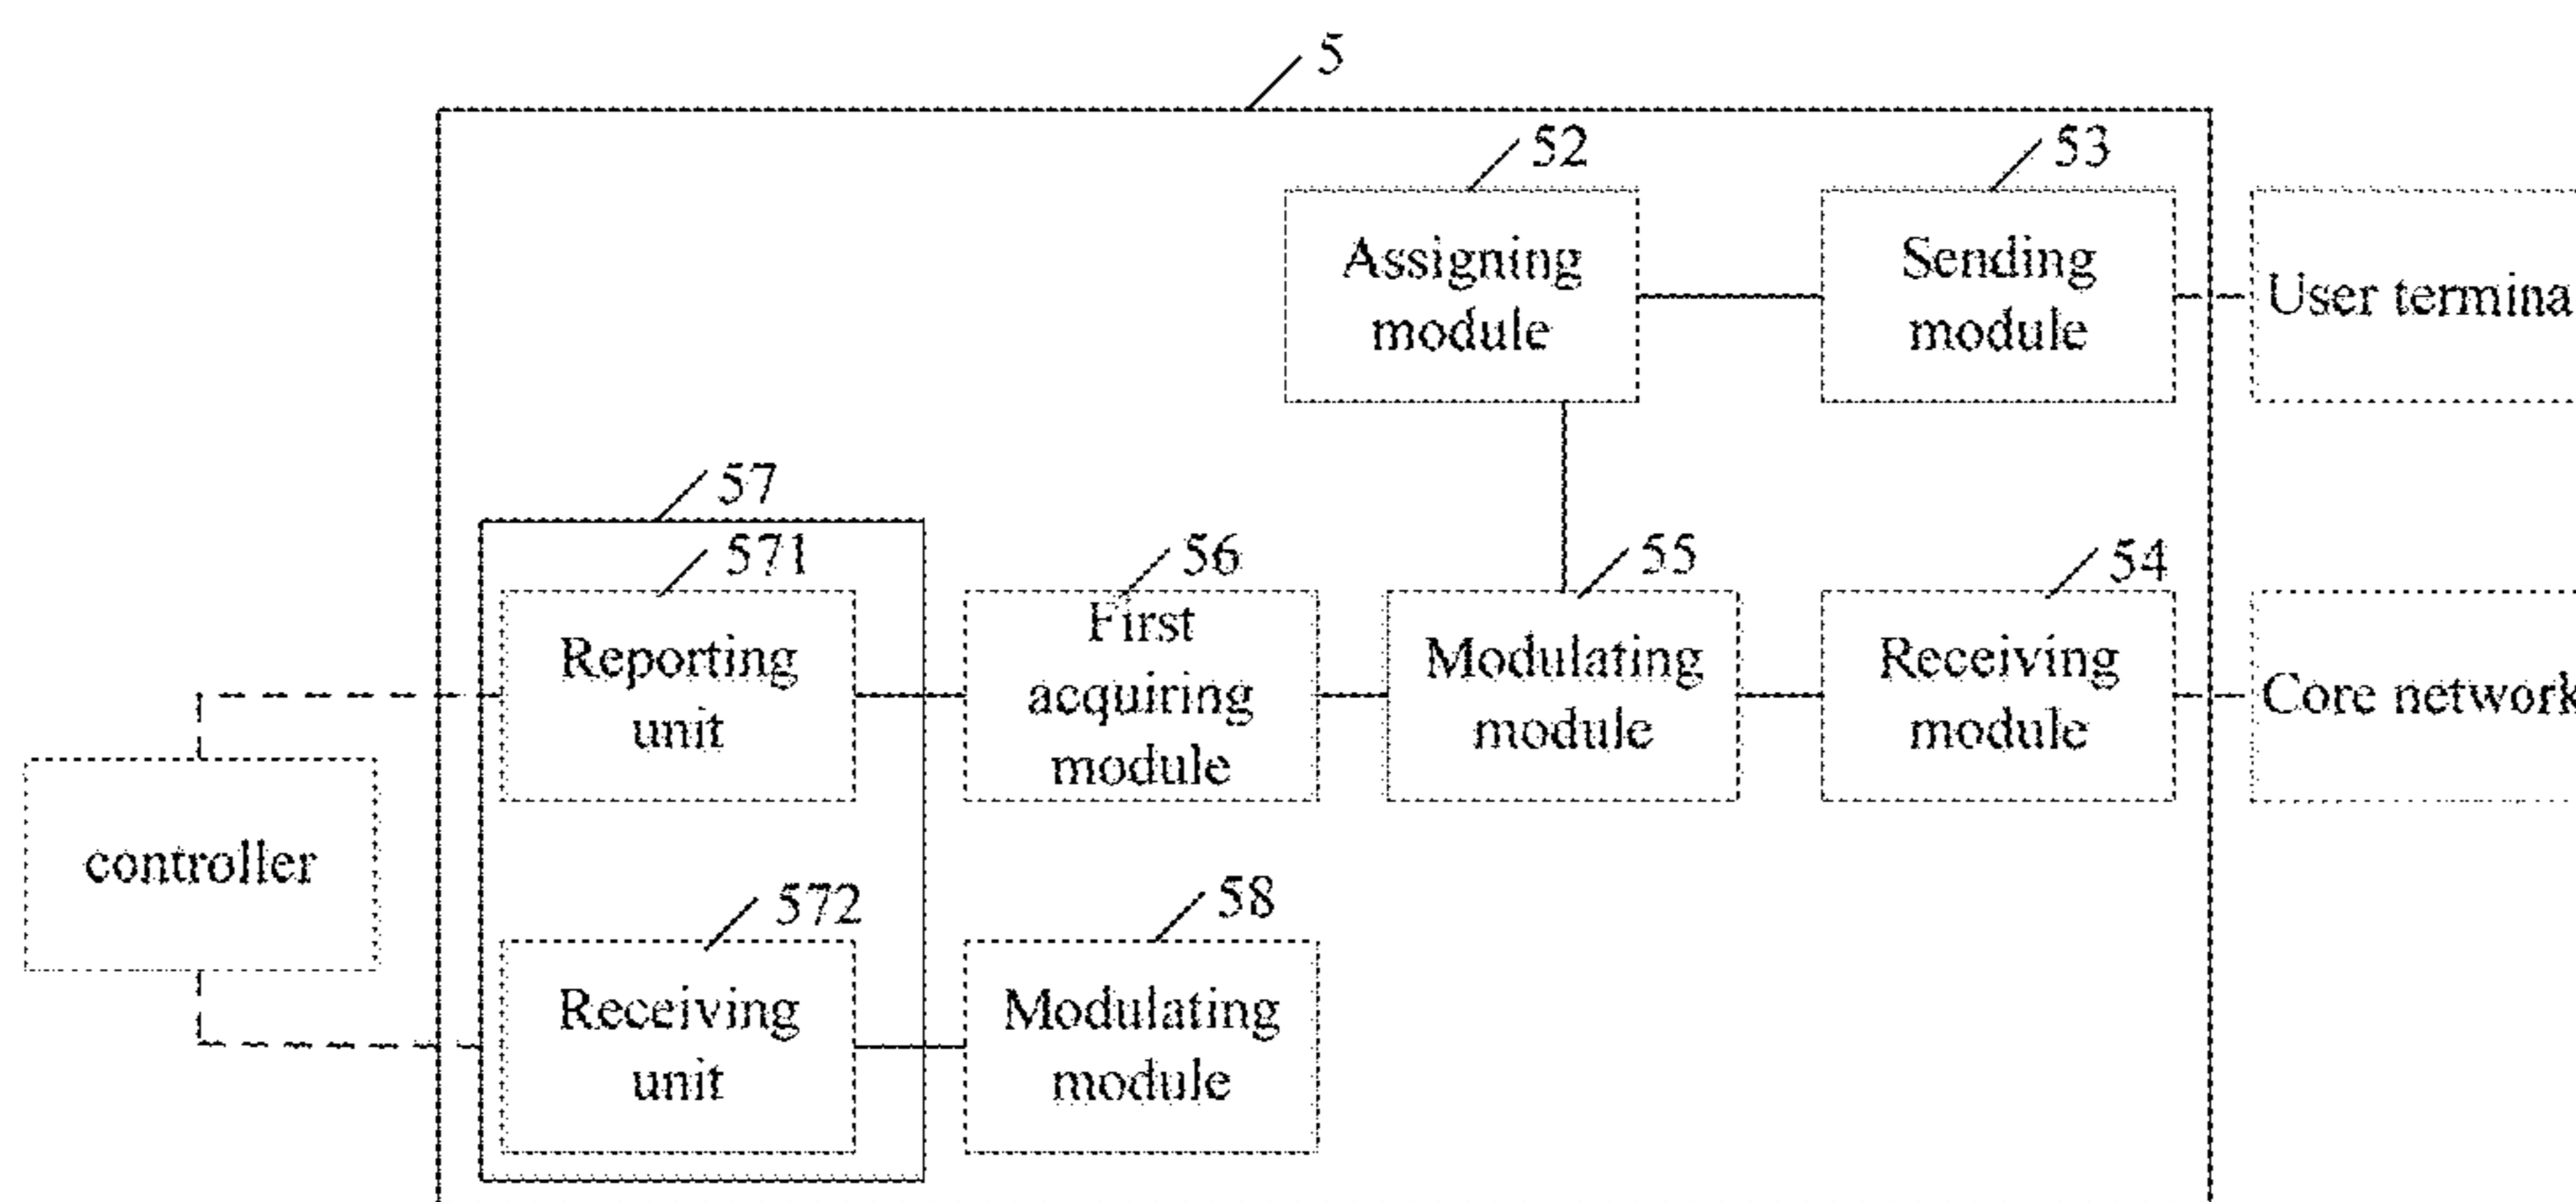 5
52
53
Assigning
module
Sending
module
User termina
57
571
56
55
54
Reporting
unit
First
acquiring
module
Modulating
module
Receiving
module
Core network
controller
572
58
Receiving
unit
Modulating
module